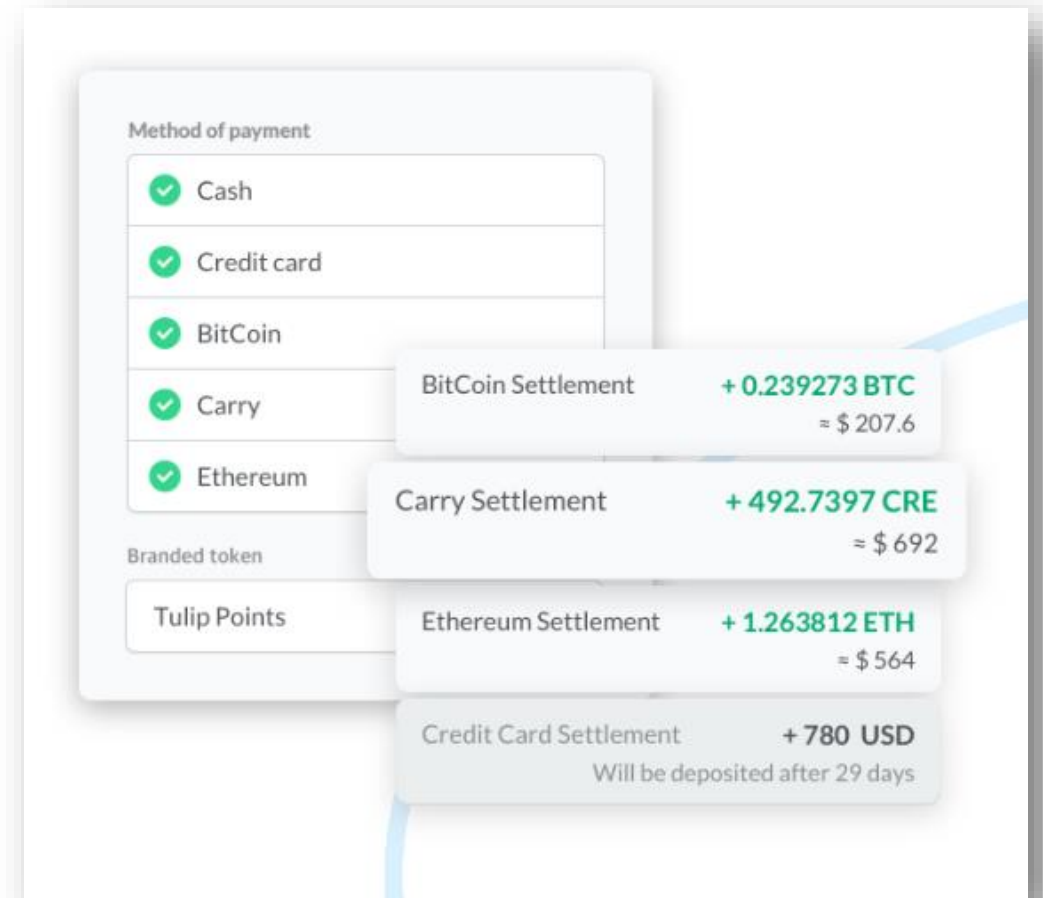 Method of payment
Cash
Credit card
BitCoin
Carry
Ethereum
Branded token
Tulip Points
BitCoin Settlement + 0.239273 BTC
≈ $ 207.6
Carry Settlement + 492.7397 CRE
≈ $ 692
Ethereum Settlement + 1.263812 ETH
≈ $ 564
Credit Card Settlement + 780 USD
Will be deposited after 29 days